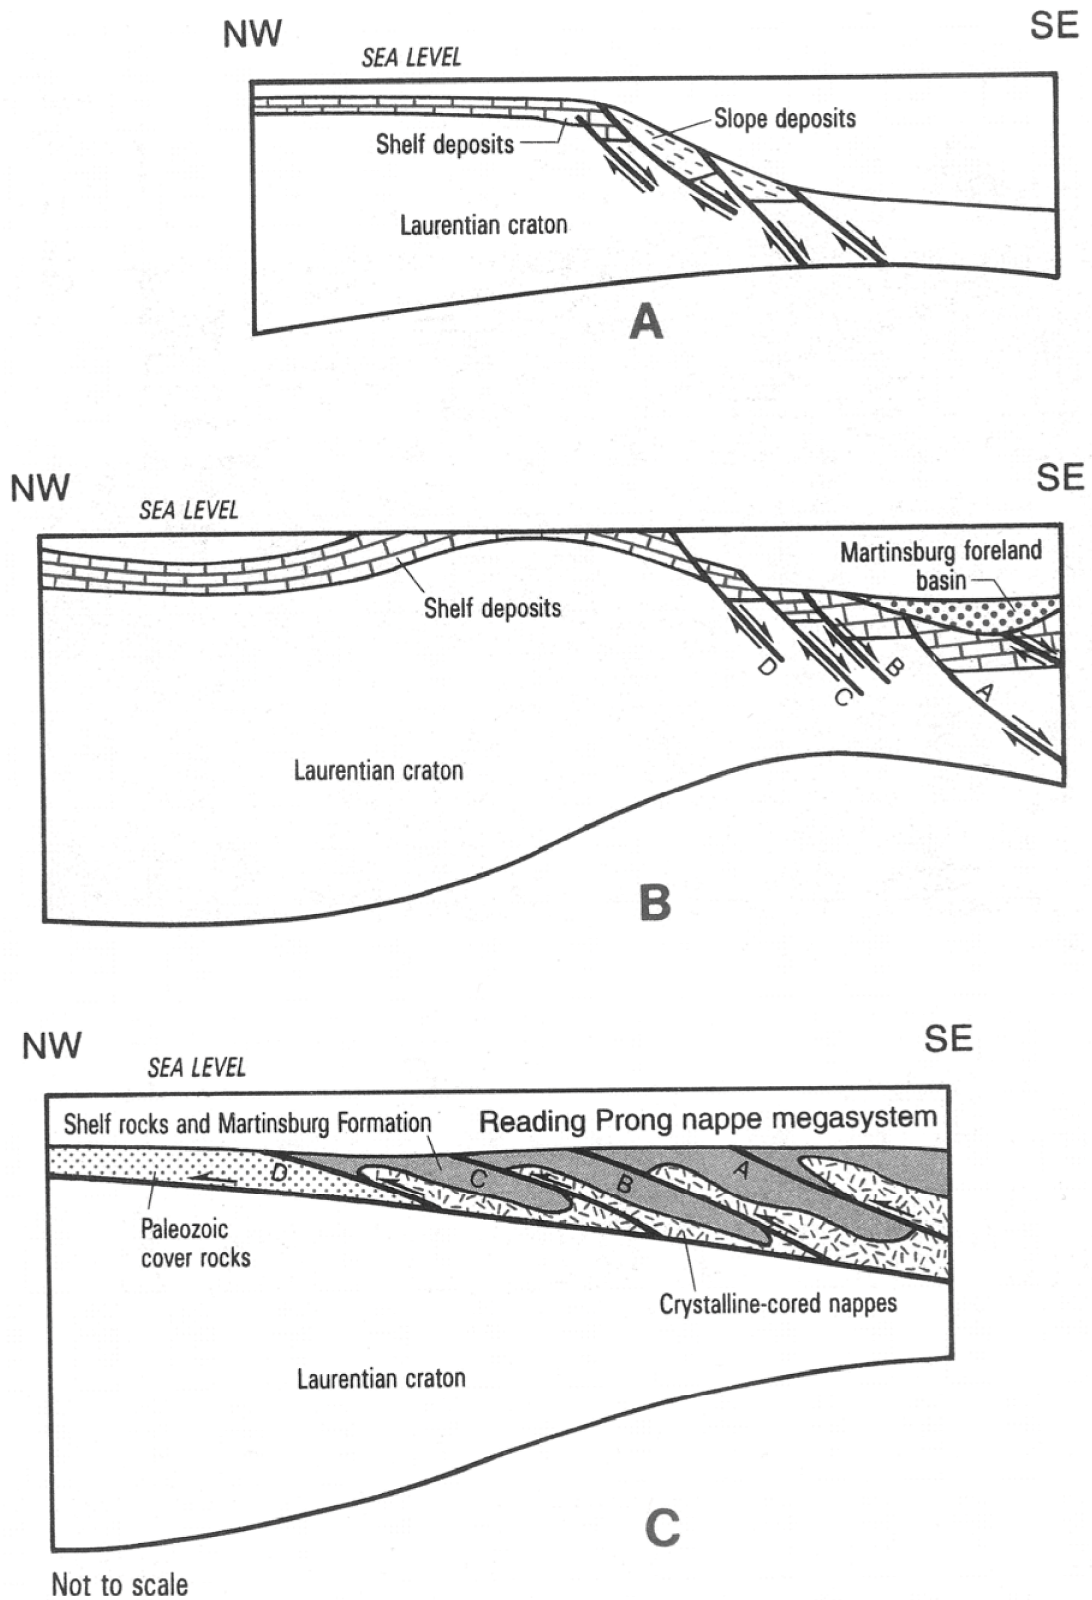 NW
SE
SEA LEVEL
Shelf deposits
Slope deposits
Laurentian craton
A
NW
SE
SEA LEVEL
Martinsburg foreland
basin
Shelf deposits
D
C
B
A
Laurentian craton
B
NW
SE
SEA LEVEL
Shelf rocks and Martinsburg Formation
Reading Prong nappe megasystem
D
C
B
A
Paleozoic
cover rocks
Crystalline-cored nappes
Laurentian craton
C
Not to scale